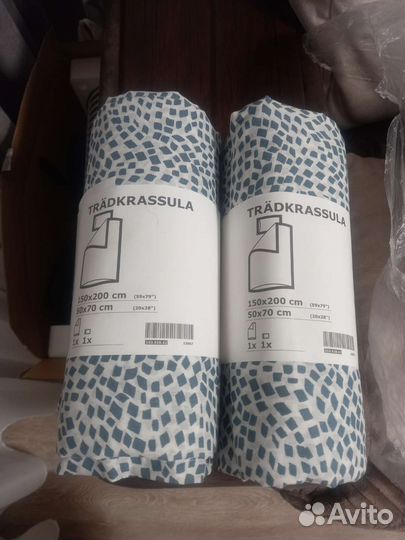 TRÄDKRASSULA
150x200 cm (59x79")
50x70 cm (20x28")
1x 1x
TRÄDKRASSULA
150x200 cm (59x79")
50x70 cm (20x28")
1x 1x
Avito